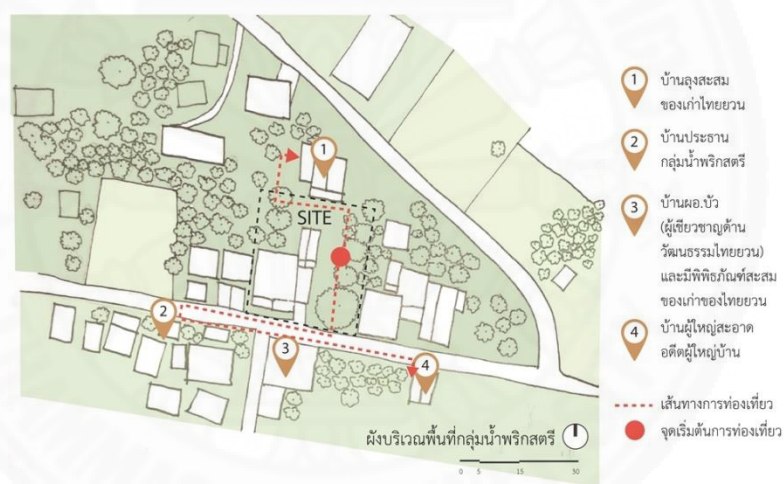 1
SITE
2
3
4
ผังบริเวณพื้นที่กลุ่มน้ำพริกสตรี
0 5 15 30
1
บ้านลุงสะสม
ของเก่าไทยยวน
2
บ้านประธาน
กลุ่มน้ำพริกสตรี
3
บ้านผอ.บัว
(ผู้เชี่ยวชาญด้าน
วัฒนธรรมไทยยวน)
และมีพิพิธภัณฑ์สะสม
ของเก่าของไทยยวน
4
บ้านผู้ใหญ่สะอาด
อดีตผู้ใหญ่บ้าน
เส้นทางการท่องเที่ยว
จุดเริ่มต้นการท่องเที่ยว